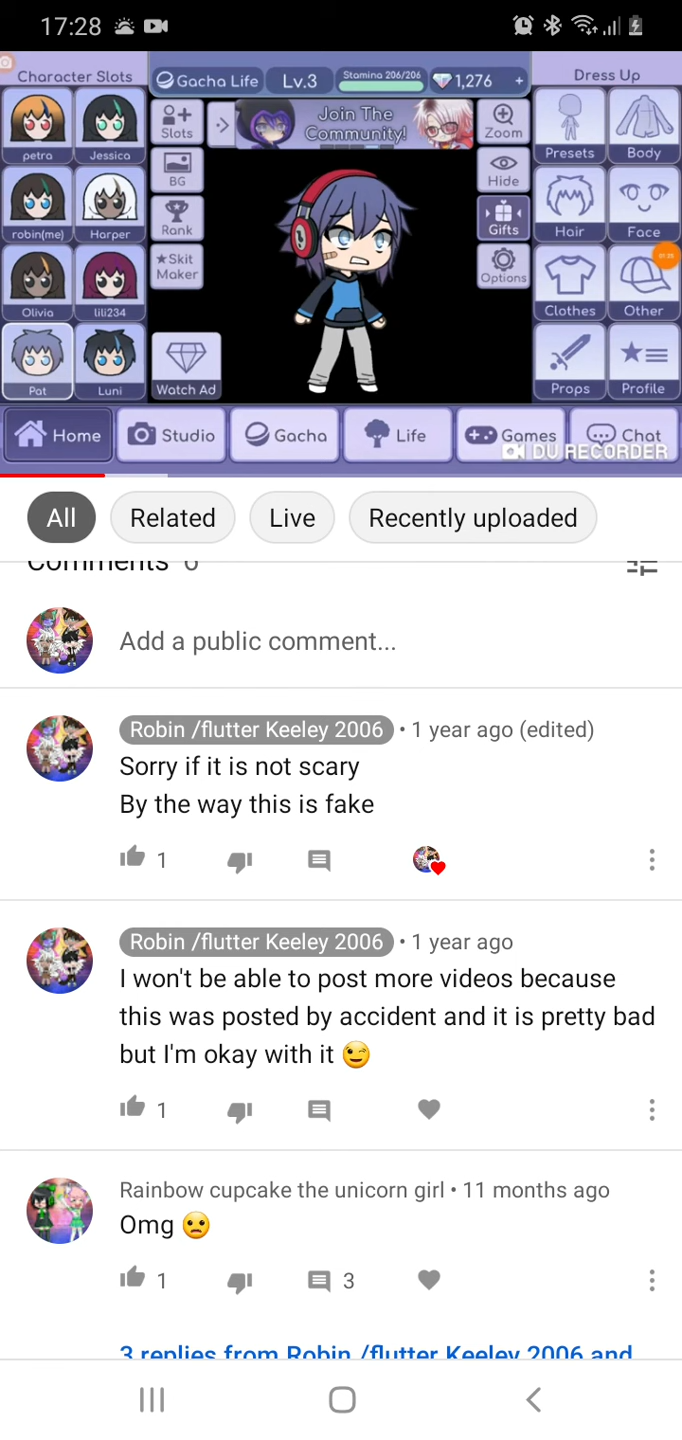 17:28
Character Slots
Gacha Life
Lv.3
Stamina 206/206
1,276 +
Dress Up
petra
Jessica
robin(me)
Harper
Olivia
lili234
Pat
Luni
Slots
BG
Rank
★Skit Maker
Watch Ad
Join The
Community!
Zoom
Hide
Gifts
Options
Presets
Body
Hair
Face
Clothes
Other
Props
Profile
Home
Studio
Gacha
Life
Games
Chat
DU RECORDER
All
Related
Live
Recently uploaded
Comments 6
Add a public comment...
Robin /flutter Keeley 2006 • 1 year ago (edited)
Sorry if it is not scary
By the way this is fake
1
Robin /flutter Keeley 2006 • 1 year ago
I won't be able to post more videos because
this was posted by accident and it is pretty bad
but I'm okay with it 😉
1
Rainbow cupcake the unicorn girl • 11 months ago
Omg 🙁
1
3
3 replies from Robin /flutter Keeley 2006 and